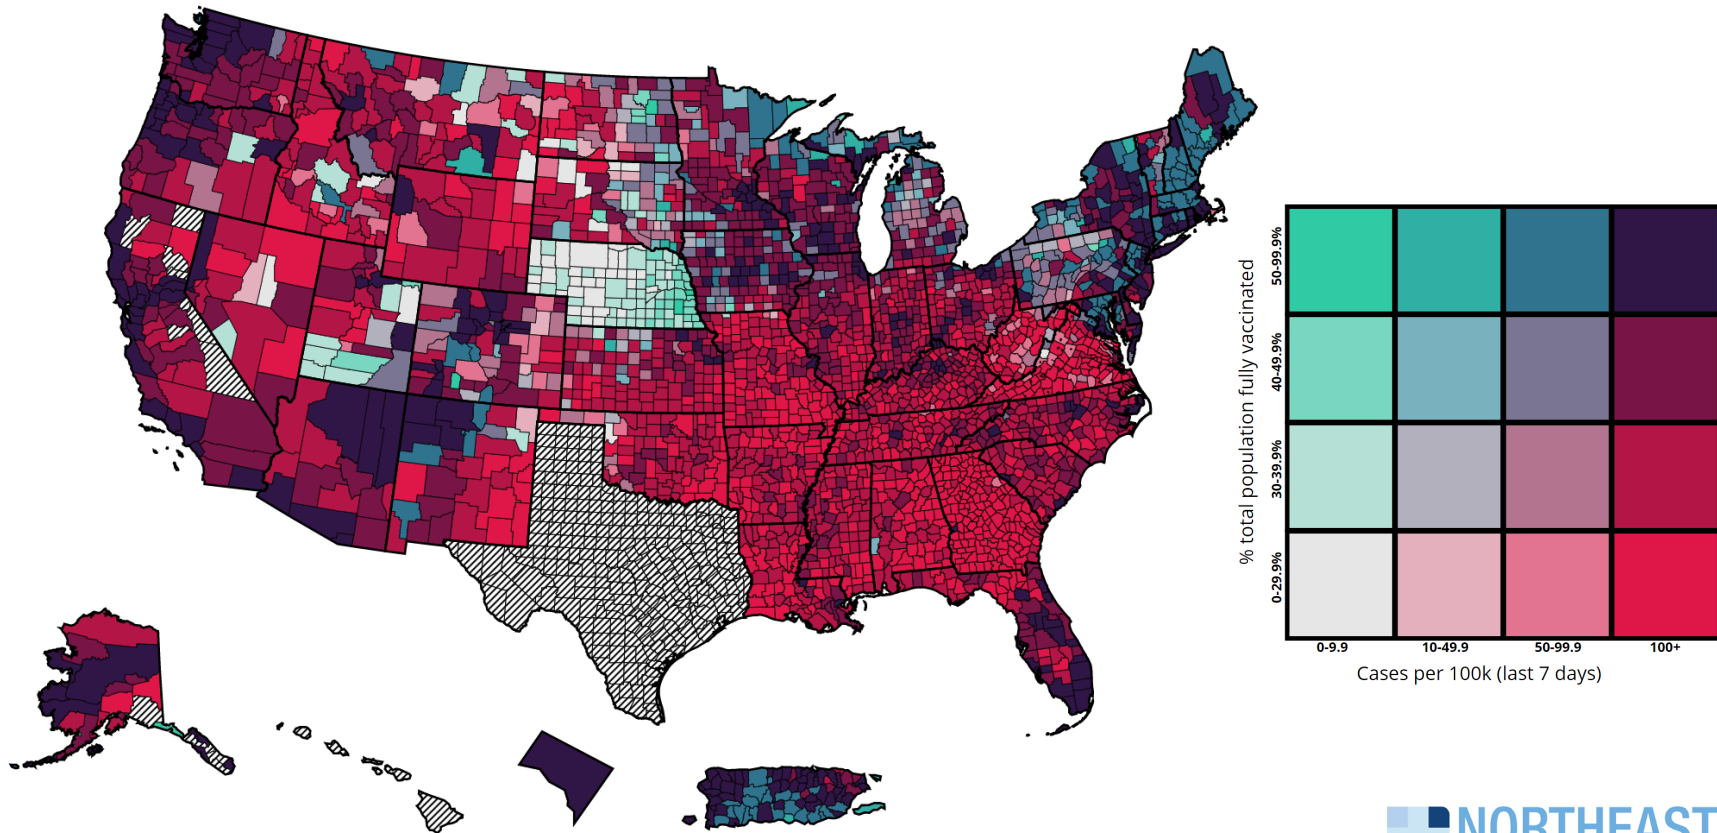 % total population fully vaccinated
50-99.9%
40-49.9%
30-39.9%
0-29.9%
0-9.9
10-49.9
50-99.9
100+
Cases per 100k (last 7 days)
NORTHEAST